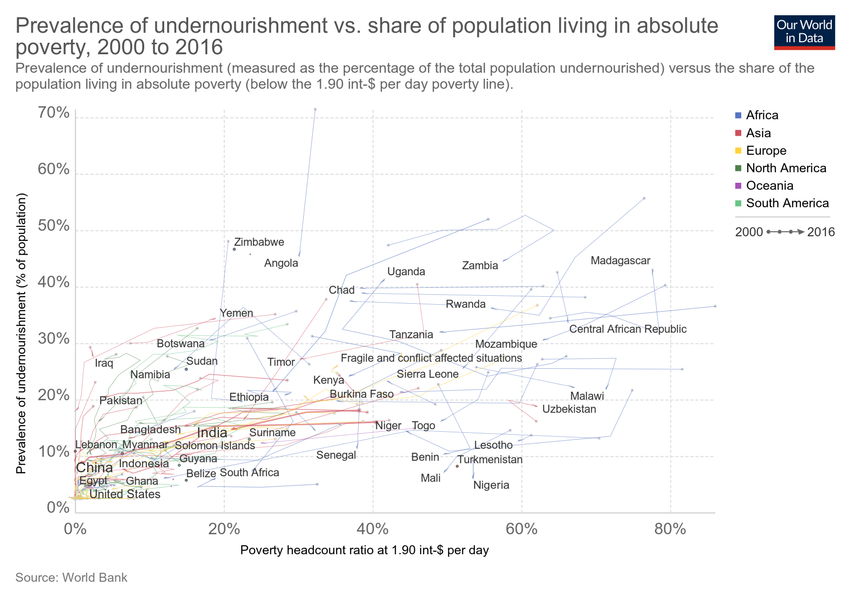 Prevalence of undernourishment vs. share of population living in absolute
poverty, 2000 to 2016
Our World
in Data
Prevalence of undernourishment (measured as the percentage of the total population undernourished) versus the share of the
population living in absolute poverty (below the 1.90 int-$ per day poverty line).
70%
60%
50%
40%
30%
20%
10%
0%
Prevalence of undernourishment (% of population)
Africa
Asia
Europe
North America
Oceania
South America
2000 2016
Zimbabwe
Angola
Uganda
Zambia
Madagascar
Chad
Rwanda
Yemen
Central African Republic
Tanzania
Mozambique
Botswana
Sudan
Timor
Fragile and conflict affected situations
Iraq
Namibia
Kenya
Sierra Leone
Pakistan
Ethiopia
Burkina Faso
Malawi
Uzbekistan
Bangladesh
India
Suriname
Niger
Togo
Lebanon
Myanmar
Solomon Islands
Lesotho
China
Indonesia
Guyana
Senegal
Benin
Turkmenistan
Egypt
Ghana
Belize
South Africa
Mali
Nigeria
United States
0%
20%
40%
60%
80%
Poverty headcount ratio at 1.90 int-$ per day
Source: World Bank